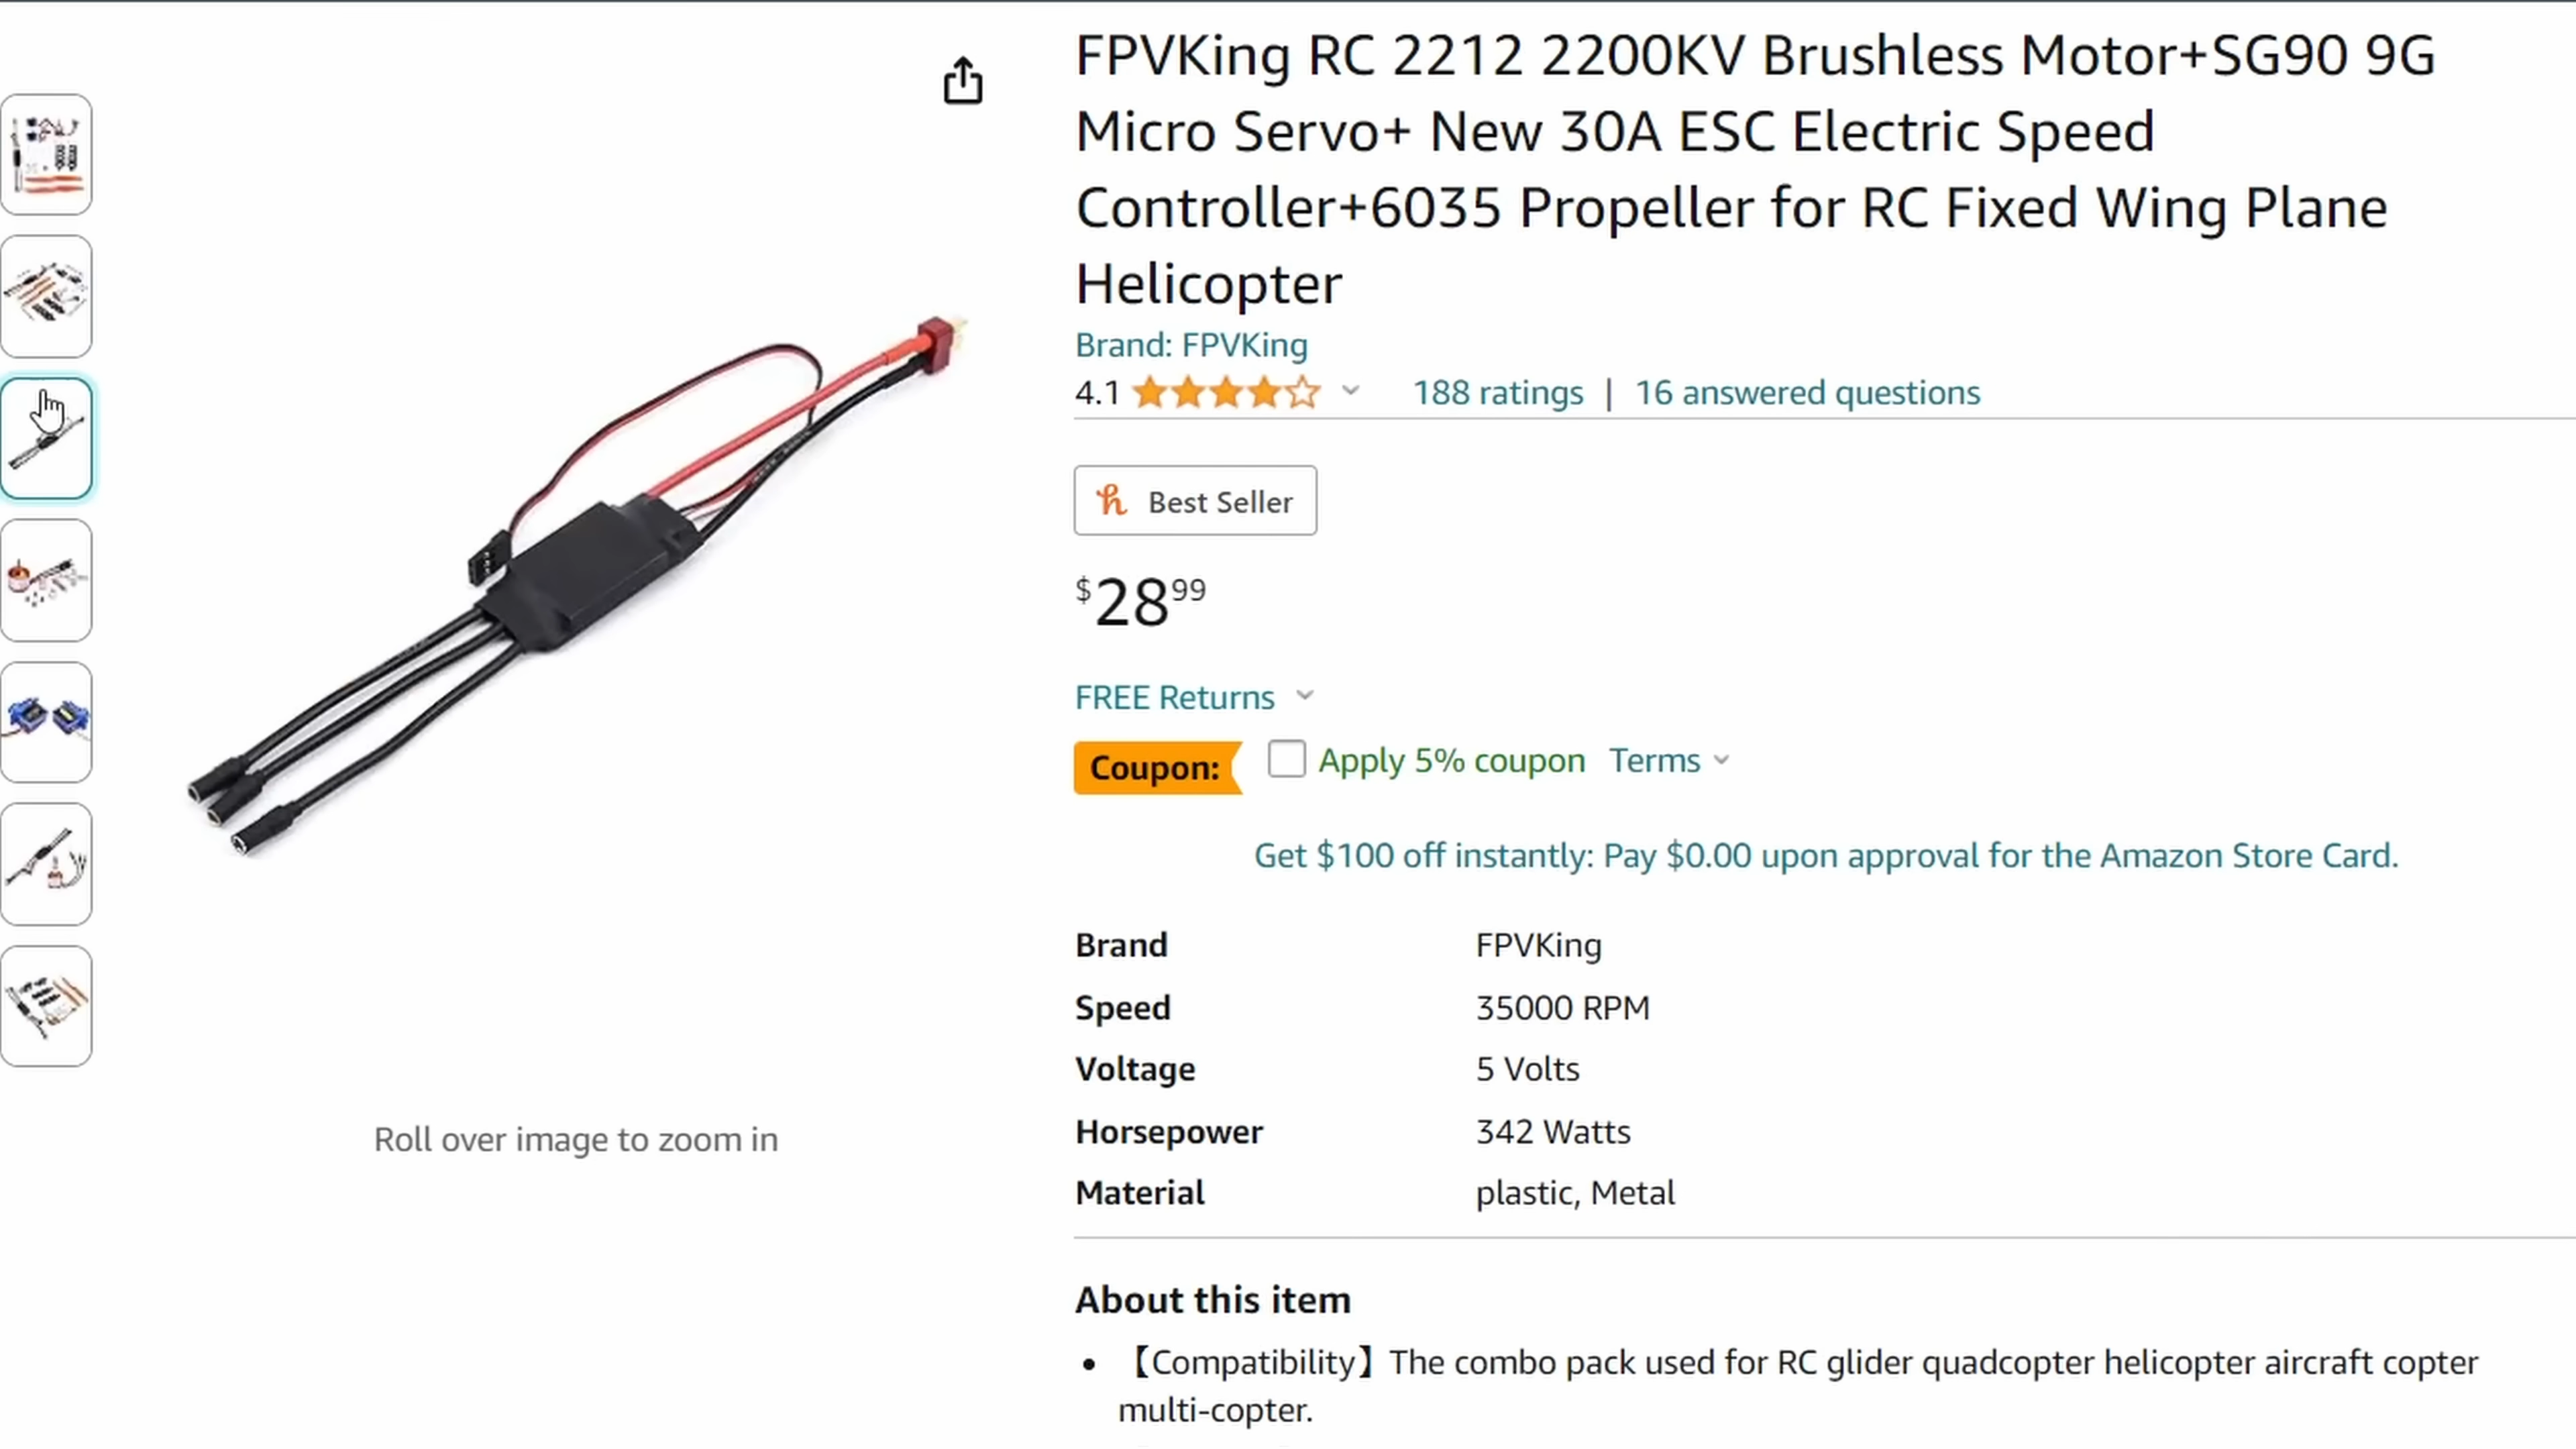 FPVKing RC 2212 2200KV Brushless Motor+SG90 9G
Micro Servo+ New 30A ESC Electric Speed
Controller+6035 Propeller for RC Fixed Wing Plane
Helicopter
Brand: FPVKing
4.1 188 ratings | 16 answered questions
h Best Seller
$28 99
FREE Returns
Coupon: Apply 5% coupon Terms
Get $100 off instantly: Pay $0.00 upon approval for the Amazon Store Card.
Brand FPVKing
Speed 35000 RPM
Voltage 5 Volts
Horsepower 342 Watts
Material plastic, Metal
Roll over image to zoom in
About this item
• 【Compatibility】The combo pack used for RC glider quadcopter helicopter aircraft copter
multi-copter.